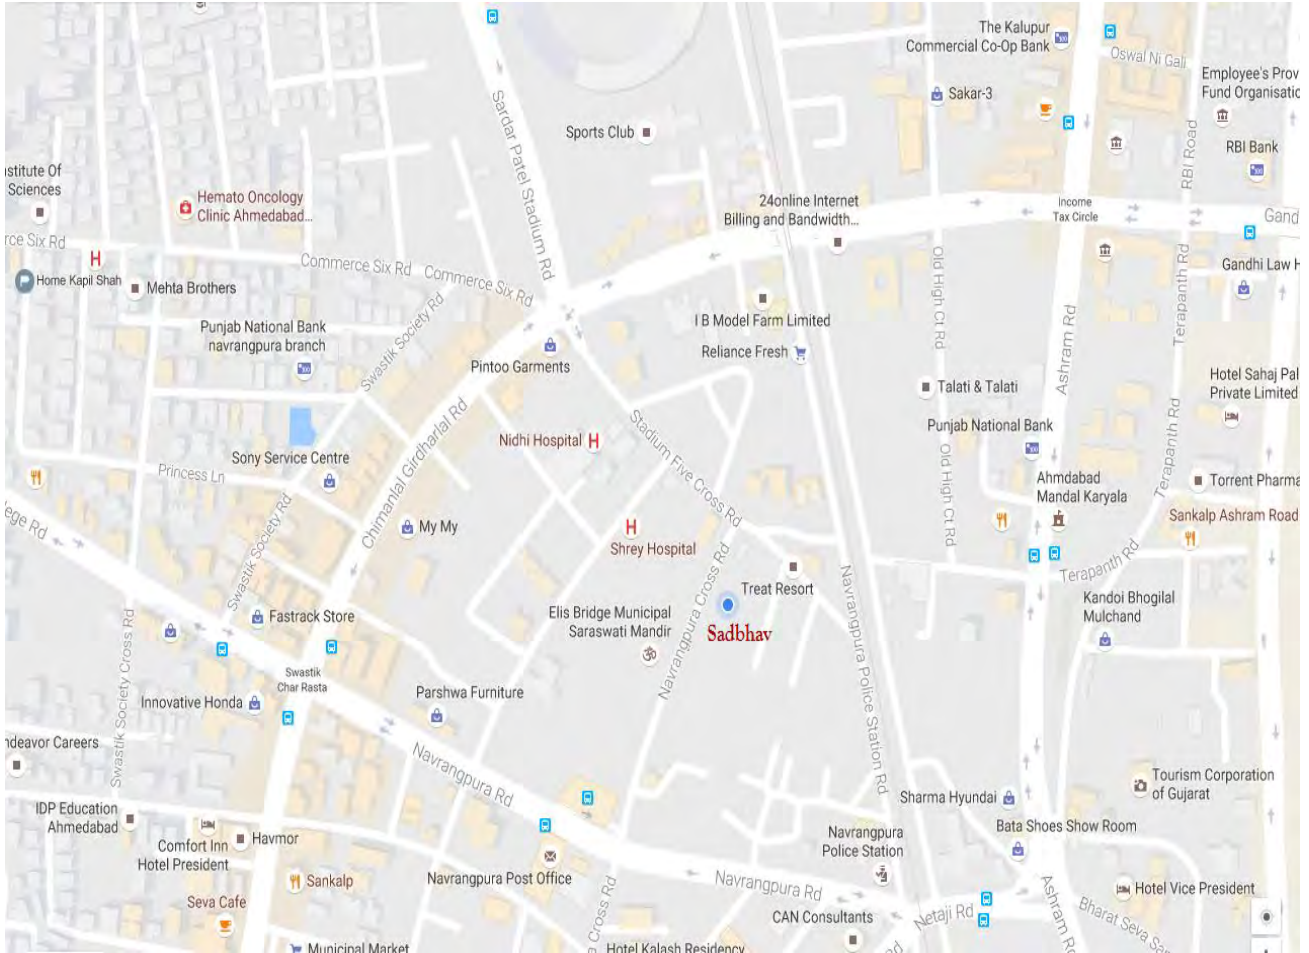 The Kalupur
Commercial Co-Op Bank
Oswal Ni Gali
Employee's Prov
Fund Organisatio
Sakar-3
RBI Road
RBI Bank
Sardar Patel Stadium Rd
Sports Club
nstitute Of
Sciences
Hemato Oncology
Clinic Ahmedabad...
24online Internet
Billing and Bandwidth...
Income
Tax Circle
Gand
rce Six Rd
Commerce Six Rd
Commerce Six Rd
Home Kapil Shah
Mehta Brothers
Old High Ct Rd
Terapanth Rd
Gandhi Law H
Swastik Society Rd
I B Model Farm Limited
Punjab National Bank
navrangpura branch
Reliance Fresh
Ashram Rd
Pintoo Garments
Talati & Talati
Hotel Sahaj Pal
Private Limited
Chimanlal Girdharlal Rd
Stadium Five Cross Rd
Nidhi Hospital
Punjab National Bank
Old High Ct Rd
Terapanth Rd
Sony Service Centre
Princess Ln
Ahmdabad
Mandal Karyala
Torrent Pharma
Sankalp Ashram Road
ege Rd
My My
Swastik Society Rd
Shrey Hospital
Navrangpura Cross Rd
Terapanth Rd
Treat Resort
Navrangpura Police Station Rd
Kandoi Bhogilal
Mulchand
Fastrack Store
Elis Bridge Municipal
Saraswati Mandir
Sadbhav
Swastik Society Cross Rd
Swastik
Char Rasta
Innovative Honda
Parshwa Furniture
ndeavor Careers
Navrangpura Rd
Tourism Corporation
of Gujarat
Sharma Hyundai
IDP Education
Ahmedabad
Bata Shoes Show Room
Comfort Inn
Hotel President
Havmor
Navrangpura
Police Station
Sankalp
Navrangpura Post Office
Navrangpura Rd
Hotel Vice President
Seva Cafe
CAN Consultants
Netaji Rd
Ashram Ro
Bharat Seva Sam
a Cross Rd
Rd
Municipal Market
Hotel Kalash Residency